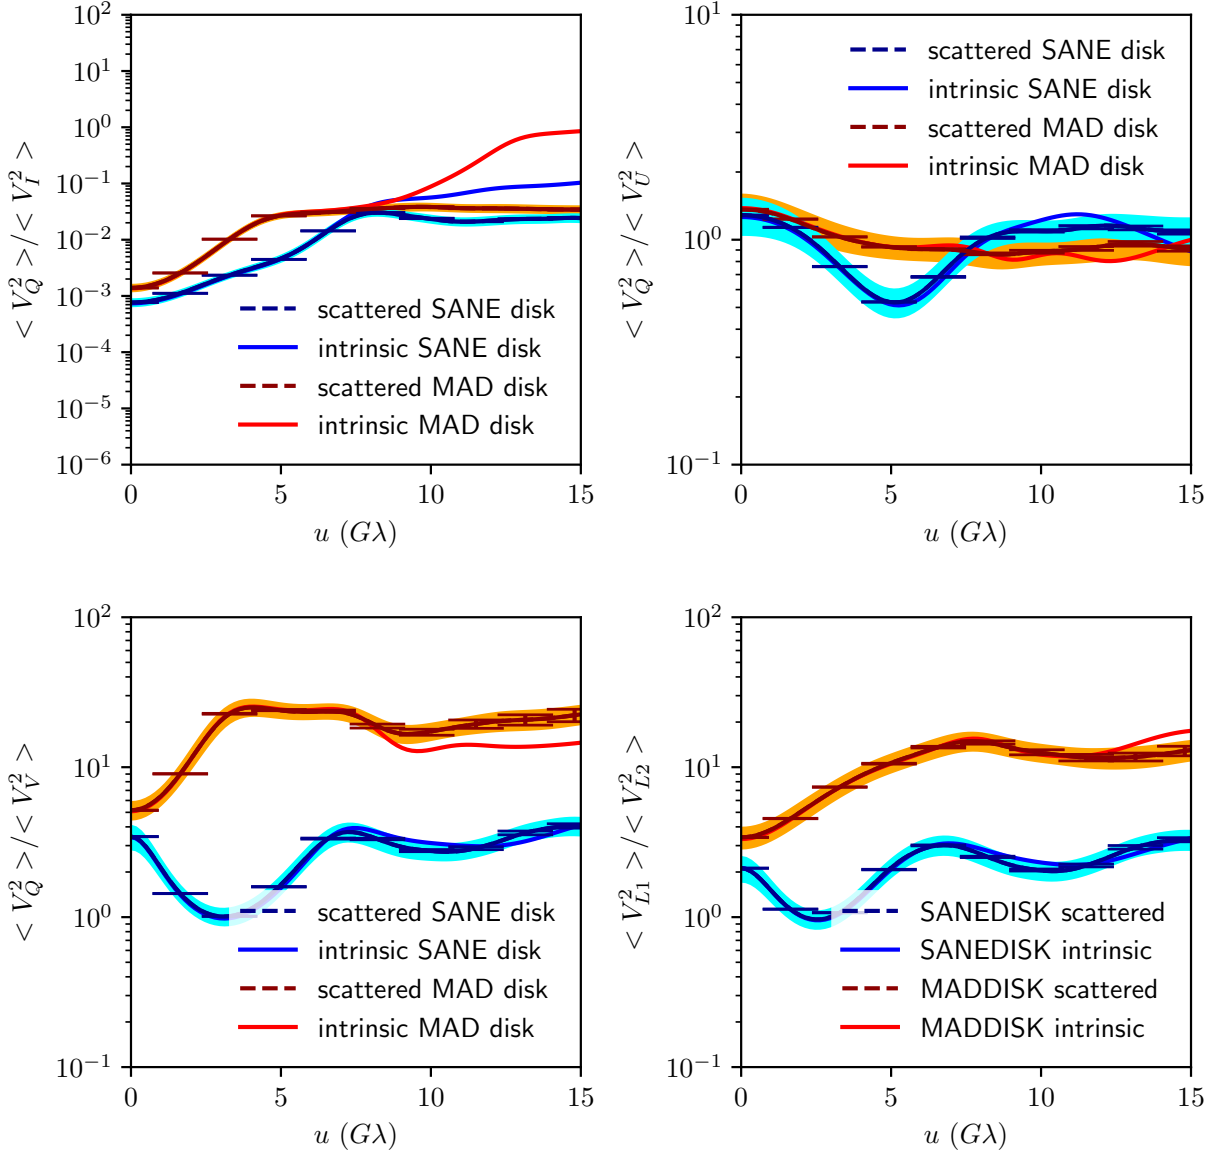 10^2
10^1
10^0
10^-1
10^-2
10^-3
10^-4
10^-5
10^-6
< V_Q^2 > / < V_I^2 >
scattered SANE disk
intrinsic SANE disk
scattered MAD disk
intrinsic MAD disk
0 5 10 15
u (Gλ)
10^1
10^0
10^-1
< V_Q^2 > / < V_U^2 >
scattered SANE disk
intrinsic SANE disk
scattered MAD disk
intrinsic MAD disk
0 5 10 15
u (Gλ)
10^2
10^1
10^0
10^-1
< V_Q^2 > / < V_V^2 >
scattered SANE disk
intrinsic SANE disk
scattered MAD disk
intrinsic MAD disk
0 5 10 15
u (Gλ)
10^2
10^1
10^0
10^-1
< V_{L1}^2 > / < V_{L2}^2 >
SANEDISK scattered
SANEDISK intrinsic
MADDISK scattered
MADDISK intrinsic
0 5 10 15
u (Gλ)